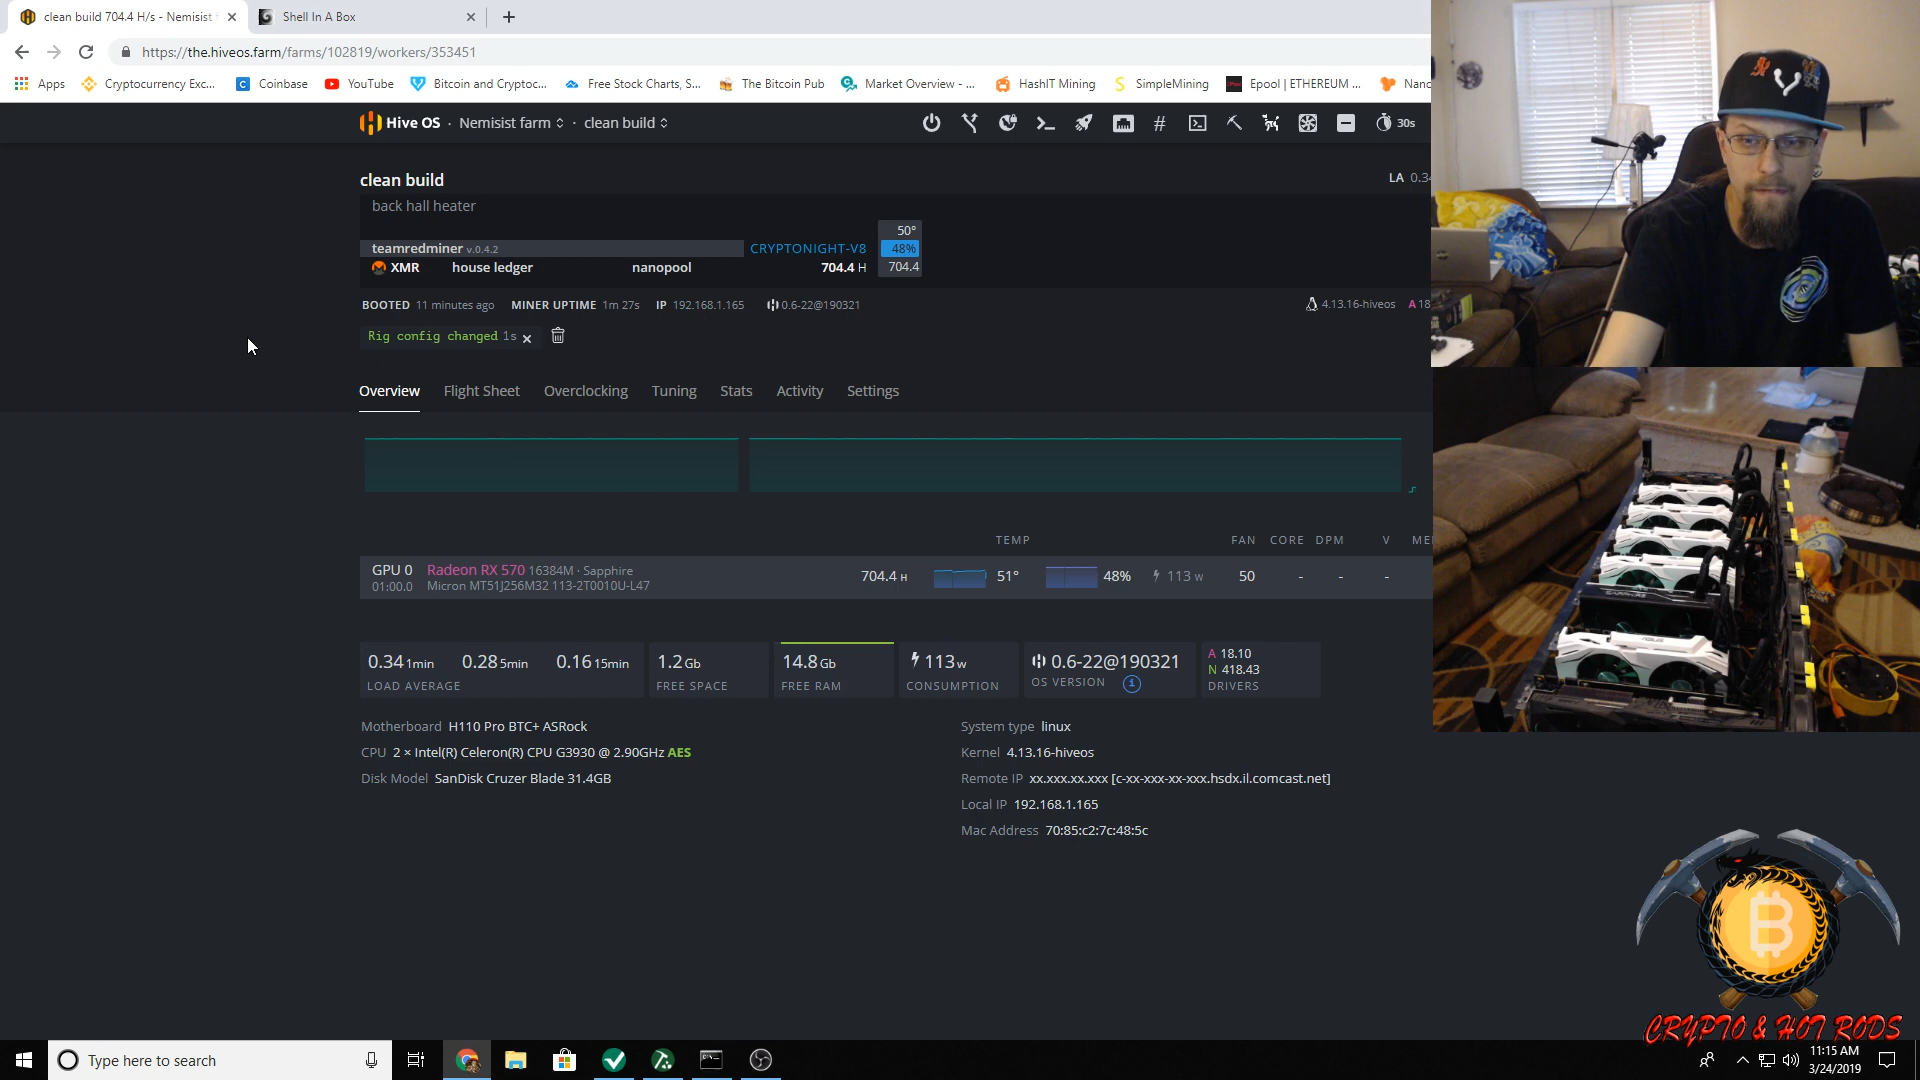 clean build 704.4 H/s - Nemisist
Shell In A Box
https://the.hiveos.farm/farms/102819/workers/353451
Apps
Cryptocurrency Exc...
Coinbase
YouTube
Bitcoin and Cryptoc...
Free Stock Charts, S...
The Bitcoin Pub
Market Overview - ...
HashIT Mining
SimpleMining
Epool | ETHEREUM ...
Nanc
Hive OS · Nemisist farm · clean build
30s
clean build
LA 0.34
back hall heater
50°
teamredminer v.0.4.2 CRYPTONIGHT-V8 48%
XMR house ledger nanopool 704.4 H 704.4
BOOTED 11 minutes ago MINER UPTIME 1m 27s IP 192.168.1.165 0.6-22@190321 4.13.16-hiveos A 18
Rig config changed 1s
Overview Flight Sheet Overclocking Tuning Stats Activity Settings
TEMP FAN CORE DPM V ME
GPU 0 Radeon RX 570 16384M · Sapphire 704.4 H 51° 48% 113 W 50 - - -
01:00.0 Micron MT51J256M32 113-2T0010U-L47
0.34 1min 0.28 5min 0.16 15min
LOAD AVERAGE
1.2 Gb
FREE SPACE
14.8 Gb
FREE RAM
113 w
CONSUMPTION
0.6-22@190321
OS VERSION
A 18.10
N 418.43
DRIVERS
Motherboard H110 Pro BTC+ ASRock
CPU 2 × Intel(R) Celeron(R) CPU G3930 @ 2.90GHz AES
Disk Model SanDisk Cruzer Blade 31.4GB
System type linux
Kernel 4.13.16-hiveos
Remote IP xx.xxx.xx.xxx [c-xx-xxx-xx-xxx.hsdx.il.comcast.net]
Local IP 192.168.1.165
Mac Address 70:85:c2:7c:48:5c
CRYPTO & HOT RODS
Type here to search
11:15 AM
3/24/2019